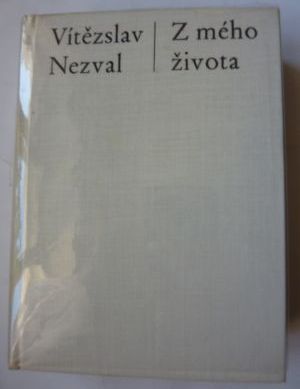 Vítězslav
Nezval
Z mého
života